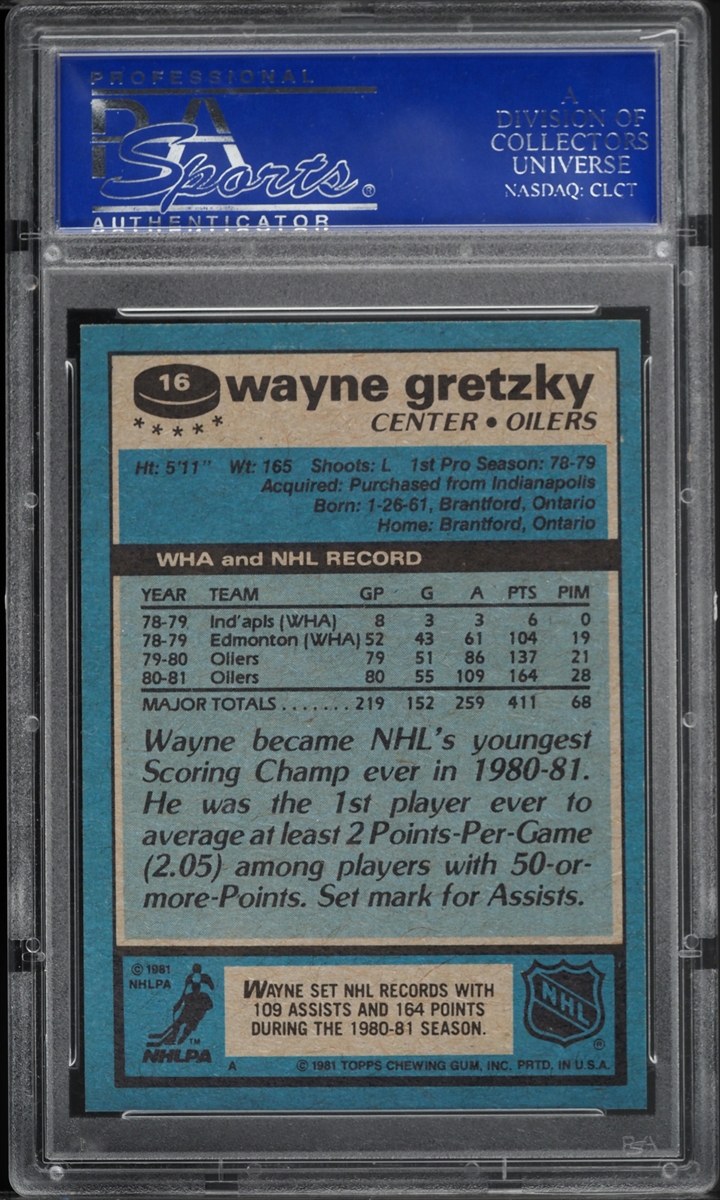 PROFESSIONAL
PSA
Sports®
AUTHENTICATOR
A
DIVISION OF
COLLECTORS
UNIVERSE
NASDAQ: CLCT
16
wayne gretzky
CENTER • OILERS
Ht: 5'11" Wt: 165 Shoots: L 1st Pro Season: 78-79
Acquired: Purchased from Indianapolis
Born: 1-26-61, Brantford, Ontario
Home: Brantford, Ontario
WHA and NHL RECORD
YEAR TEAM GP G A PTS PIM
78-79 Ind'apls (WHA) 8 3 3 6 0
78-79 Edmonton (WHA) 52 43 61 104 19
79-80 Oilers 79 51 86 137 21
80-81 Oilers 80 55 109 164 28
MAJOR TOTALS ....... 219 152 259 411 68
Wayne became NHL's youngest
Scoring Champ ever in 1980-81.
He was the 1st player ever to
average at least 2 Points-Per-Game
(2.05) among players with 50-or-
more-Points. Set mark for Assists.
© 1981
NHLPA
TM
NHLPA
WAYNE SET NHL RECORDS WITH
109 ASSISTS AND 164 POINTS
DURING THE 1980-81 SEASON.
NHL
®
A © 1981 TOPPS CHEWING GUM, INC. PRTD. IN U.S.A.
PSA